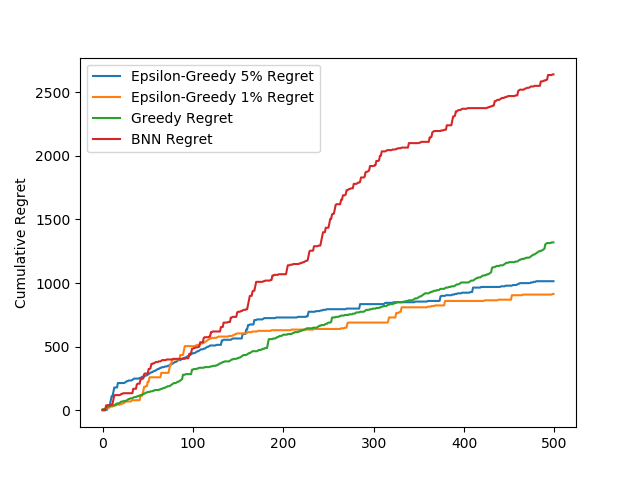 Epsilon-Greedy 5% Regret
Epsilon-Greedy 1% Regret
Greedy Regret
BNN Regret
Cumulative Regret
2500
2000
1500
1000
500
0
0 100 200 300 400 500